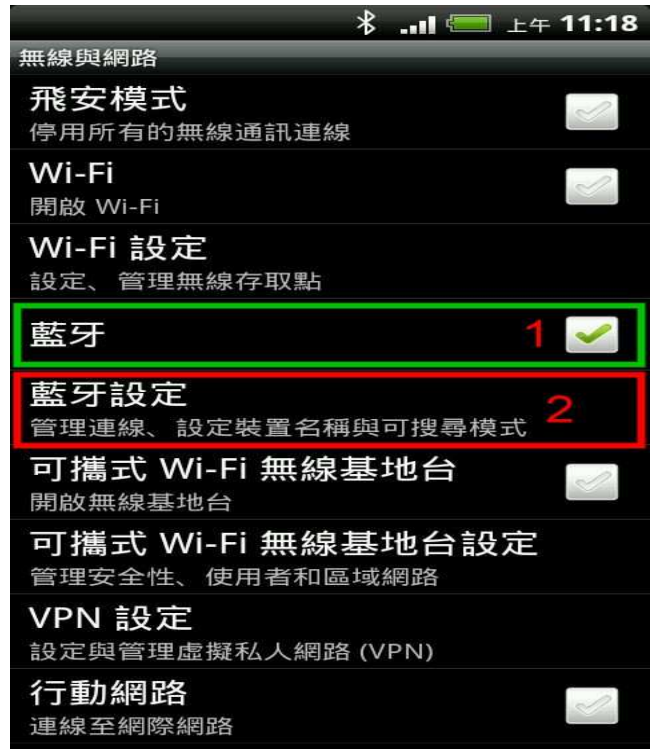 上午 11:18
無線與網路
飛安模式
停用所有的無線通訊連線
Wi-Fi
開啟 Wi-Fi
Wi-Fi 設定
設定、管理無線存取點
藍牙 1
藍牙設定 2
管理連線、設定裝置名稱與可搜尋模式
可攜式 Wi-Fi 無線基地台
開啟無線基地台
可攜式 Wi-Fi 無線基地台設定
管理安全性、使用者和區域網路
VPN 設定
設定與管理虛擬私人網路 (VPN)
行動網路
連線至網際網路